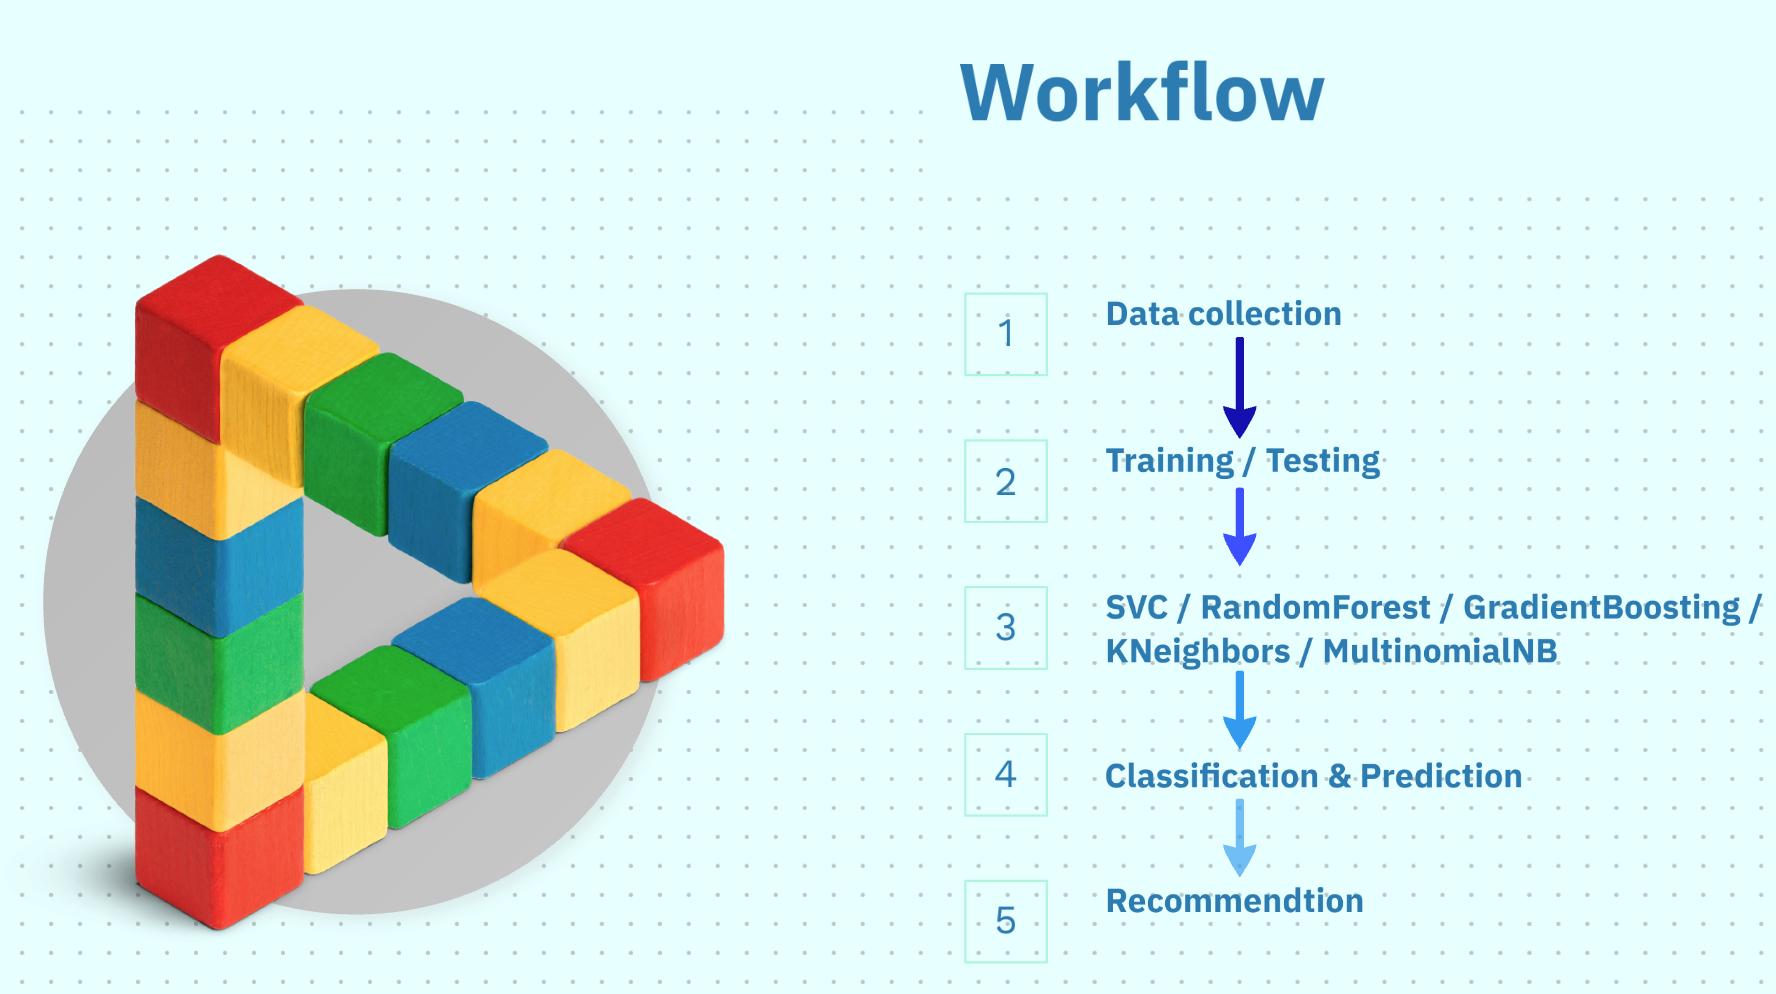 Workflow
1
Data collection
2
Training / Testing
3
SVC / RandomForest / GradientBoosting /
KNeighbors / MultinomialNB
4
Classification & Prediction
5
Recommendtion